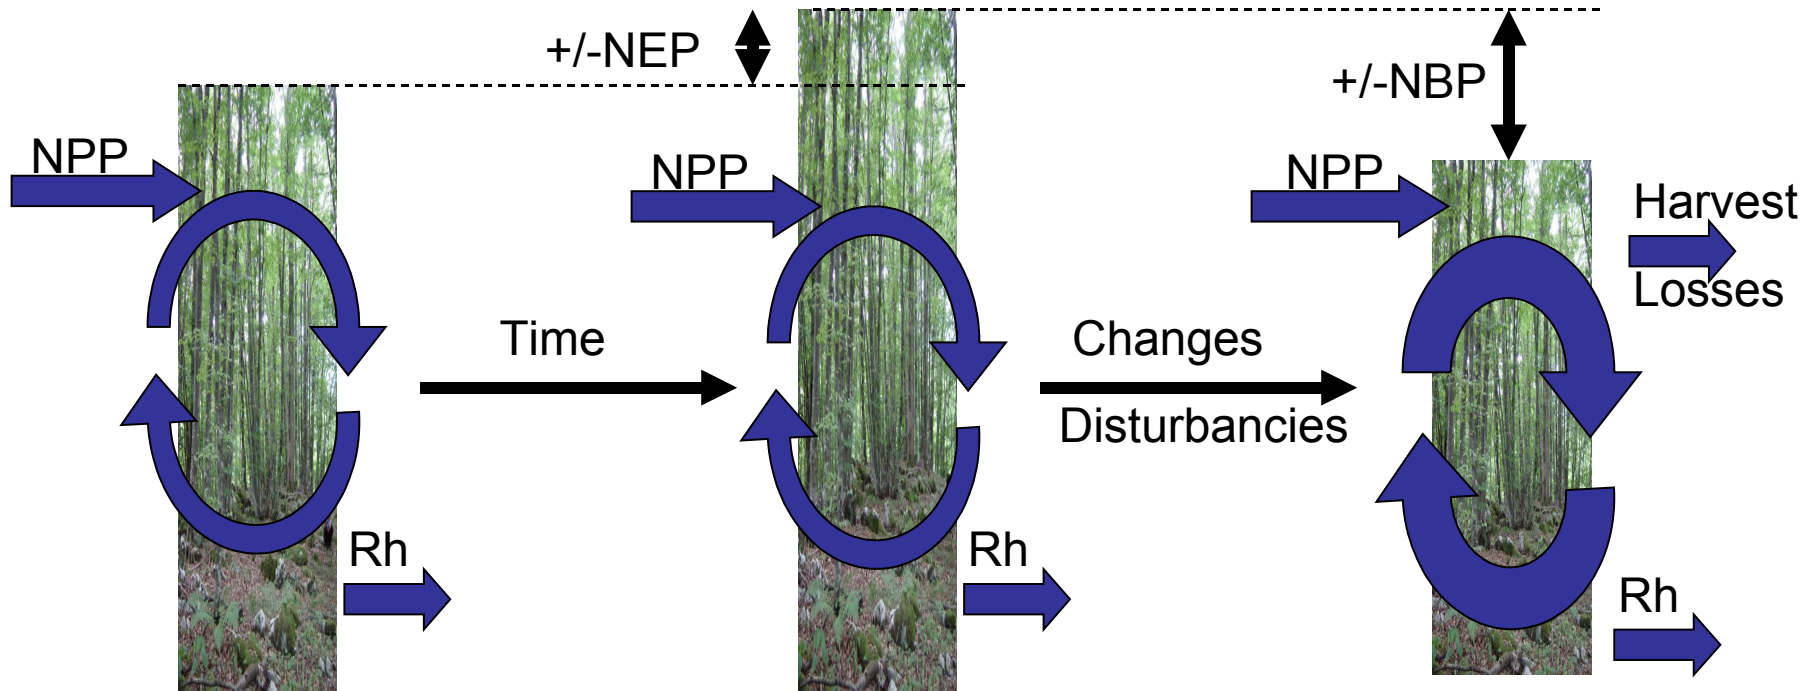 +/-NEP
+/-NBP
NPP
NPP
NPP
Harvest
Losses
Time
Changes
Disturbancies
Rh
Rh
Rh